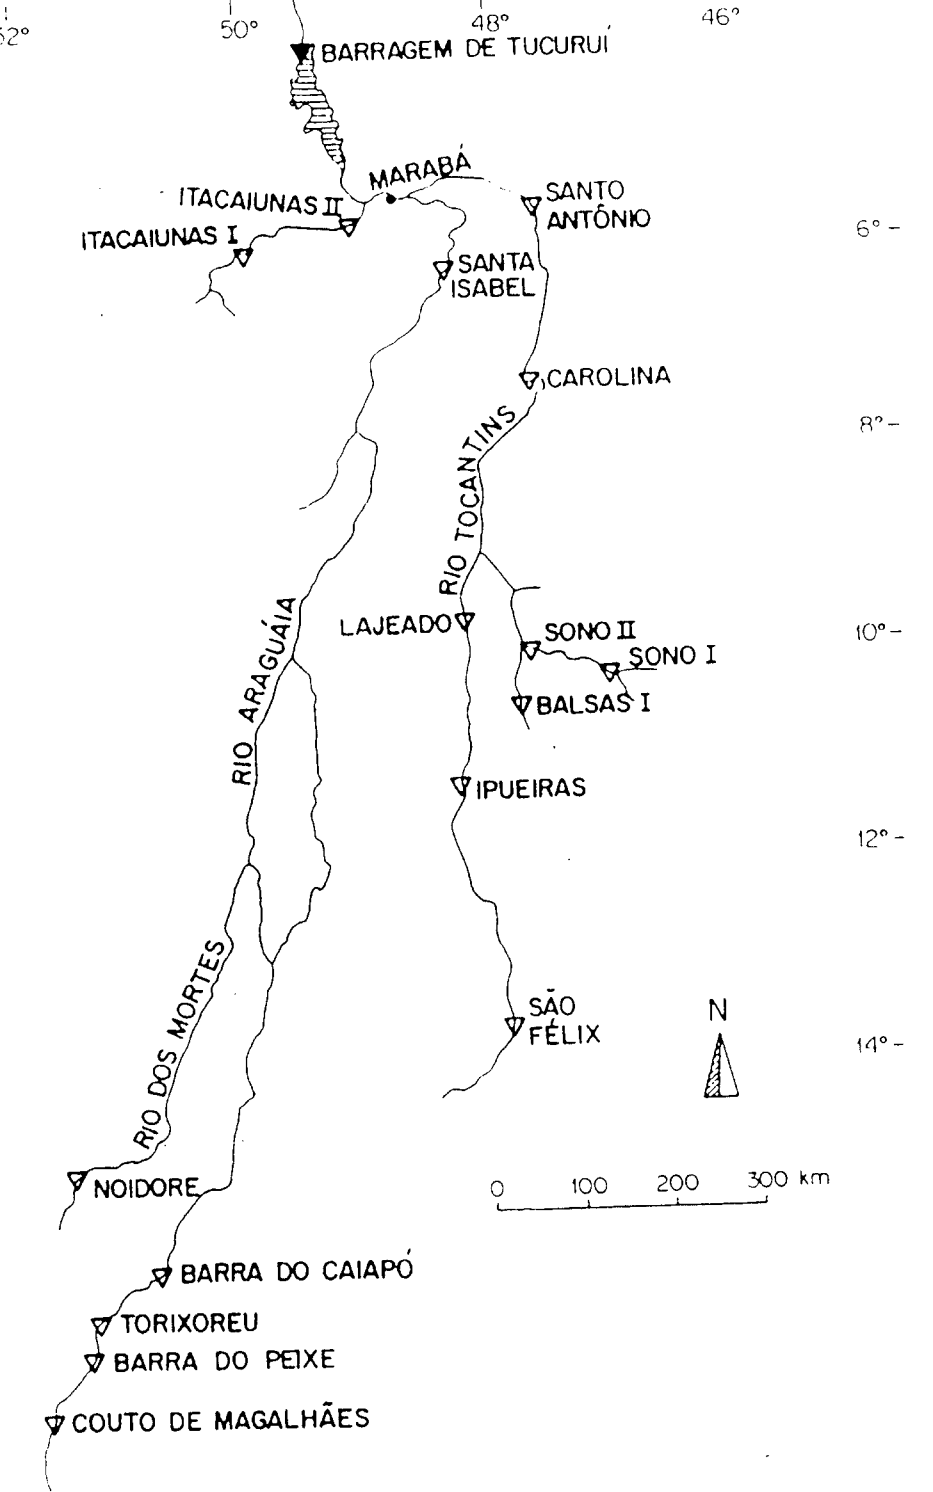 52°
50°
48°
46°
BARRAGEM DE TUCURUÍ
MARABÁ
ITACAIUNAS II
SANTO
ANTÔNIO
6°
ITACAIUNAS I
SANTA
ISABEL
CAROLINA
8°
RIO TOCANTINS
RIO ARAGUÁIA
LAJEADO
SONO II
10°
SONO I
BALSAS I
IPUEIRAS
12°
RIO DOS MORTES
SÃO
FÉLIX
N
14°
NOIDORE
0 100 200 300 km
BARRA DO CAIAPÓ
TORIXOREU
BARRA DO PEIXE
COUTO DE MAGALHÃES